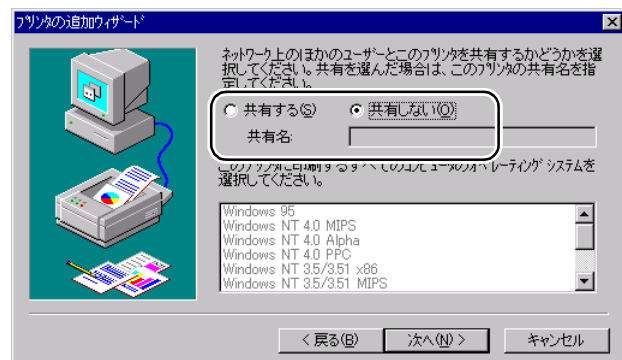 プリンタの追加ウィザード
ネットワーク上のほかのユーザーとこのプリンタを共有するかどうかを選
択してください。共有を選んだ場合は、このプリンタの共有名を指
定してください。
共有する(S) 共有しない(O)
共有名:
このプリンタに印刷するすべてのコンピュータのオペレーティング システムを
選択してください。
Windows 95
Windows NT 4.0 MIPS
Windows NT 4.0 Alpha
Windows NT 4.0 PPC
Windows NT 3.5/3.51 x86
Windows NT 3.5/3.51 MIPS
< 戻る(B) 次へ(N) > キャンセル